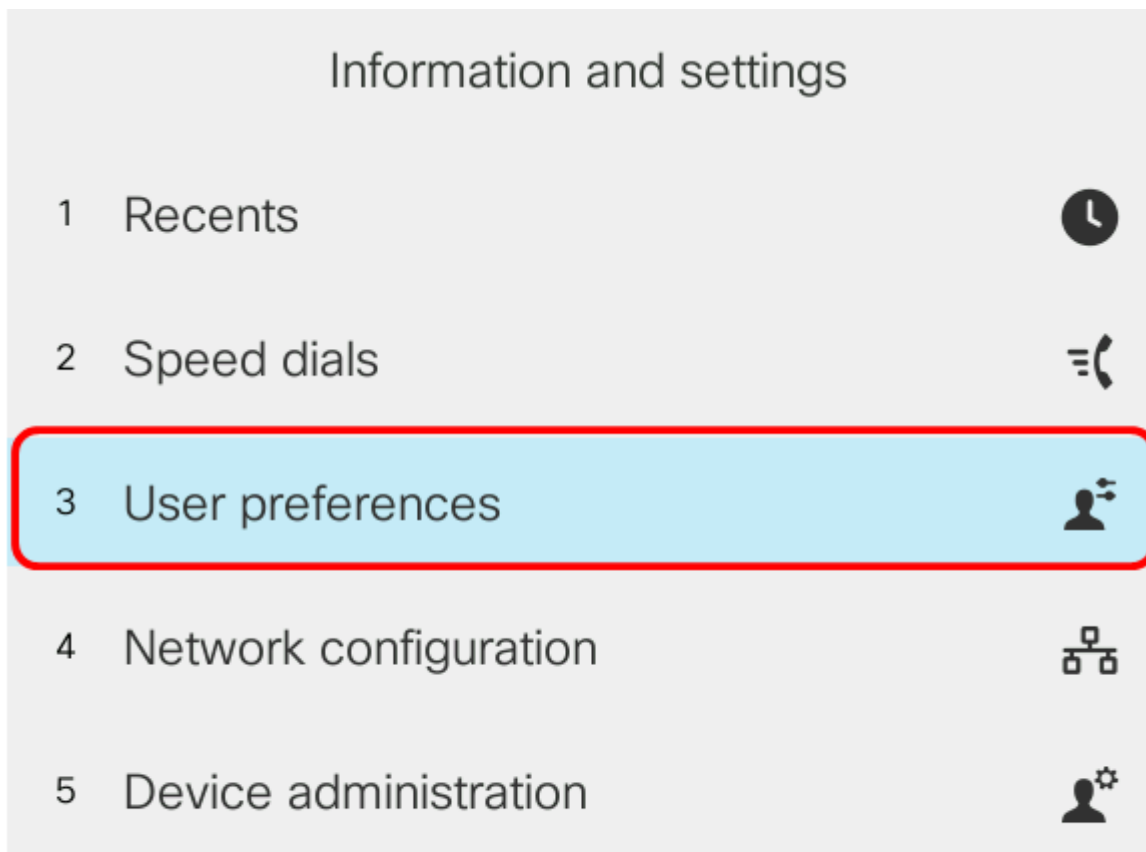 Information and settings
1 Recents
2 Speed dials
3 User preferences
4 Network configuration
5 Device administration